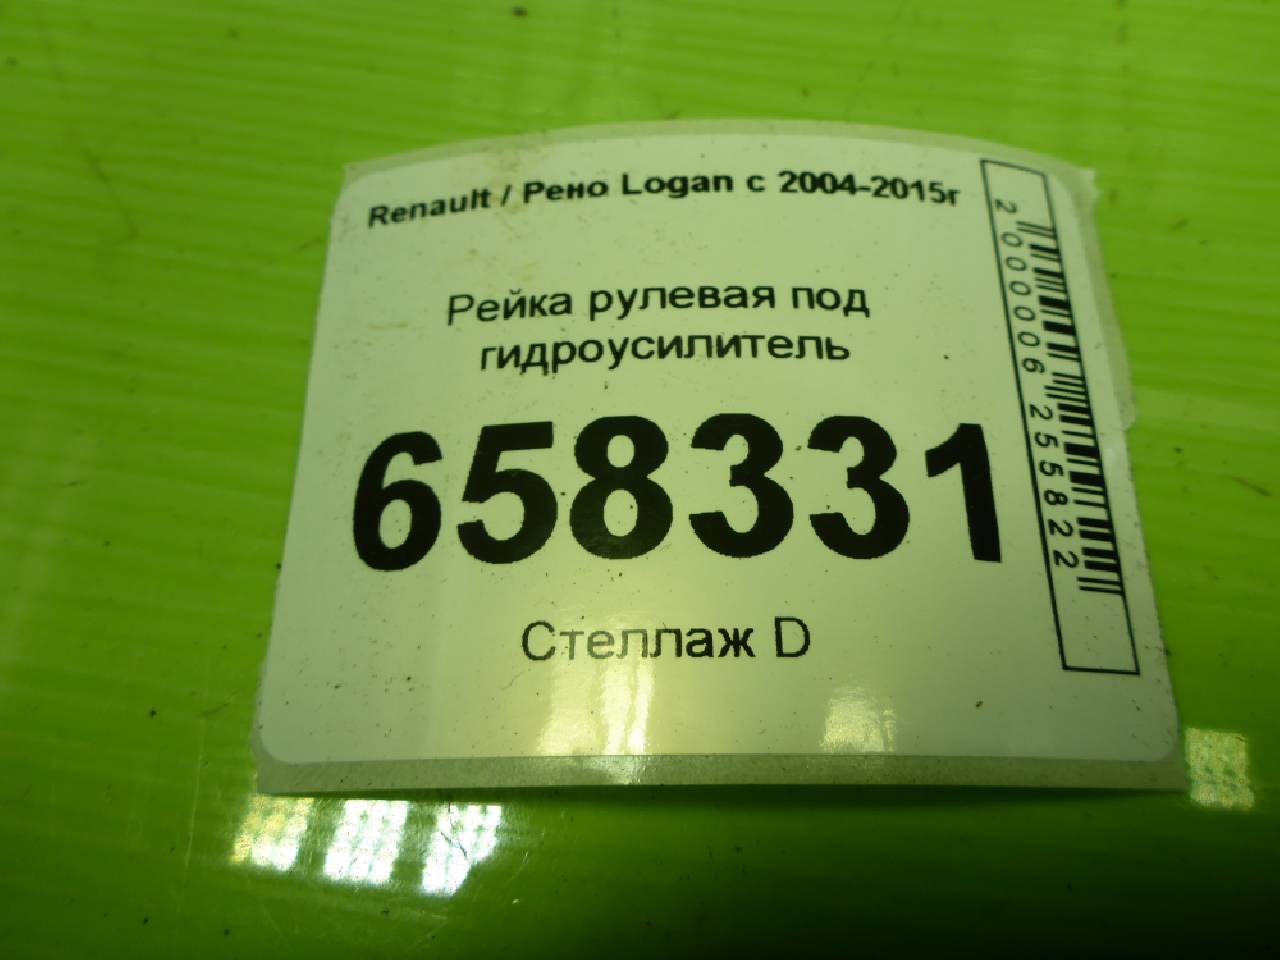 Renault / Рено Logan с 2004-2015г
Рейка рулевая под
гидроусилитель
658331
Стеллаж D
2000006255822